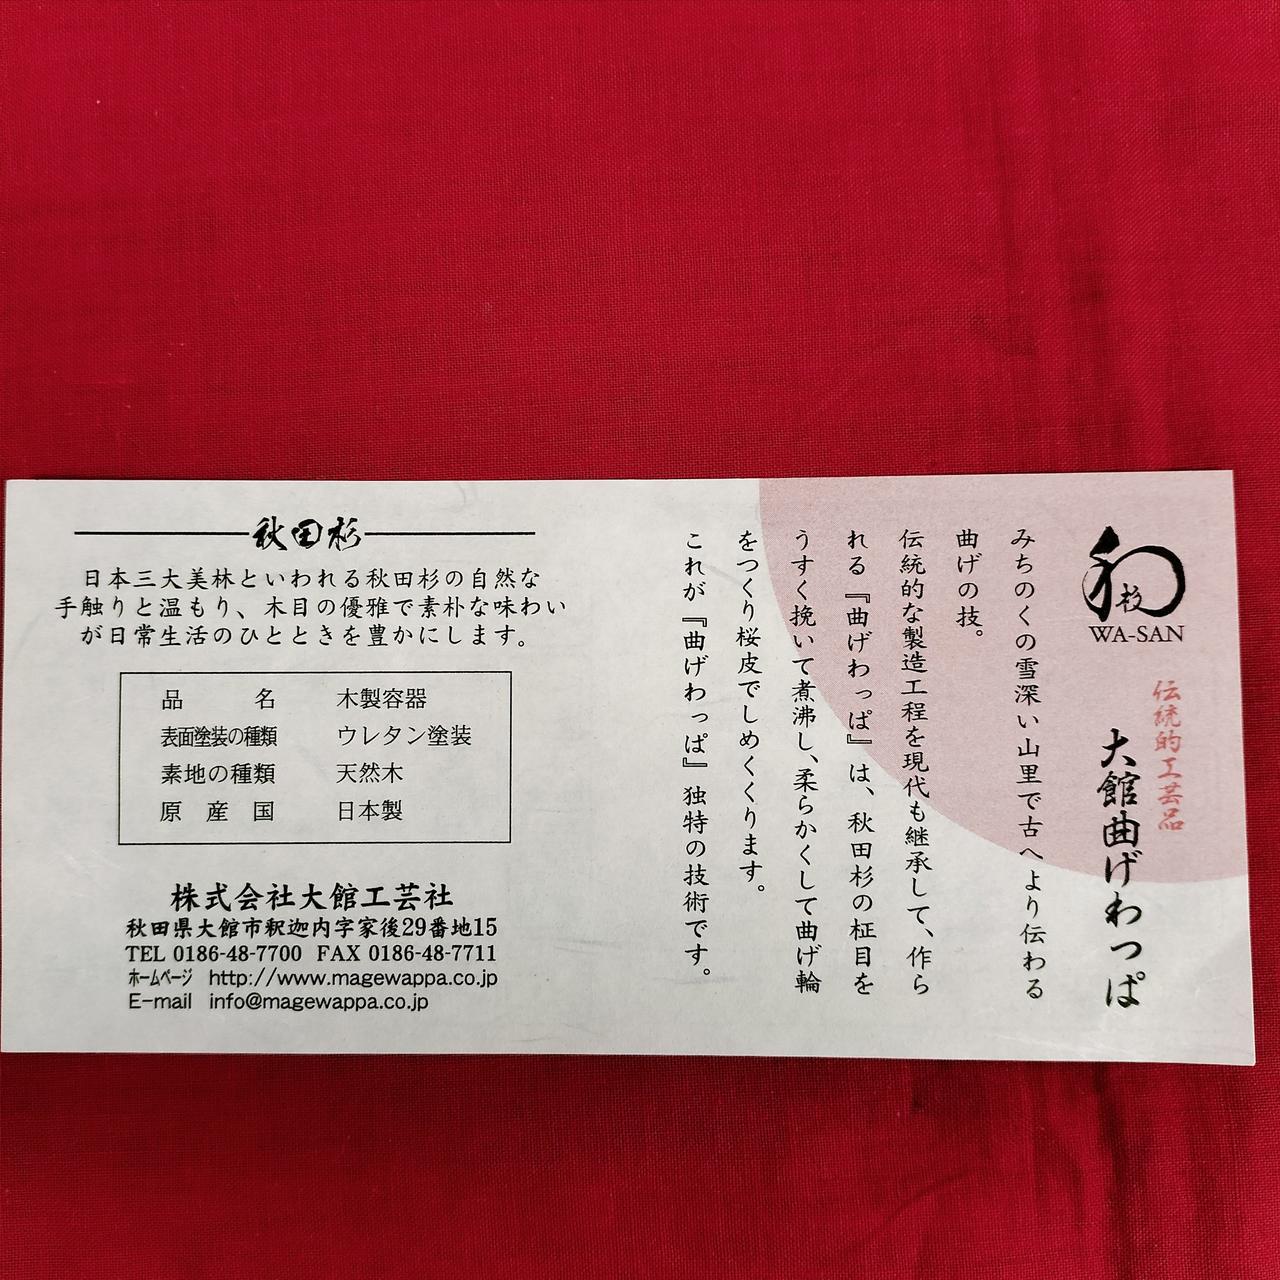 和杉
WA-SAN
伝統的工芸品
大館曲げわっぱ
みちのくの雪深い山里で古へより伝わる
曲げの技。
伝統的な製造工程を現代も継承して、作ら
れる『曲げわっぱ』は、秋田杉の柾目を
うすく挽いて煮沸し、柔らかくして曲げ輪
をつくり桜皮でしめくくります。
これが『曲げわっぱ』独特の技術です。
秋田杉
日本三大美林といわれる秋田杉の自然な
手触りと温もり、木目の優雅で素朴な味わい
が日常生活のひとときを豊かにします。
品名 木製容器
表面塗装の種類 ウレタン塗装
素地の種類 天然木
原産国 日本製
株式会社大館工芸社
秋田県大館市釈迦内字家後29番地15
TEL 0186-48-7700 FAX 0186-48-7711
ホームページ http://www.magewappa.co.jp
E-mail info@magewappa.co.jp